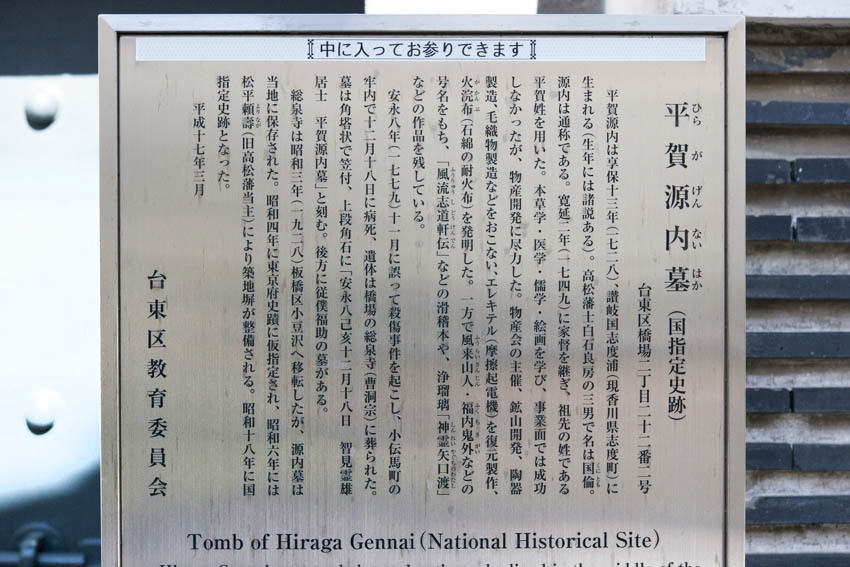 中に入ってお参りできます
平賀源内墓（国指定史跡）
ひらがげんないはか
台東区橋場二丁目二十二番二号
平賀源内は享保十三年（一七二八）、讃岐国志度浦（現香川県志度町）に
生まれる（生年には諸説ある）。高松藩士白石良房の三男で名は国倫。
源内は通称である。寛延二年（一七四九）に家督を継ぎ、祖先の姓である
平賀姓を用いた。本草学・医学・儒学・絵画を学び、事業面では成功
しなかったが、物産開発に尽力した。物産会の主催、鉱山開発、陶器
製造、毛織物製造などをおこない、エレキテル（摩擦起電機）を復元製作、
火浣布（石綿の耐火布）を発明した。一方で風来山人・福内鬼外などの
号名をもち、「風流志道軒伝」などの滑稽本や、浄瑠璃「神霊矢口渡」
などの作品を残している。
安永八年（一七七九）十一月に誤って殺傷事件を起こし、小伝馬町の
牢内で十二月十八日に病死、遺体は橋場の総泉寺（曹洞宗）に葬られた。
墓は角塔状で笠付、上段角石に「安永八己亥十二月十八日　智見霊雄
居士　平賀源内墓」と刻む。後方に従僕福助の墓がある。
総泉寺は昭和三年（一九二八）板橋区小豆沢へ移転したが、源内墓は
当地に保存された。昭和四年に東京府史蹟に仮指定され、昭和六年には
松平頼壽（旧高松藩当主）により築地塀が整備される。昭和十八年に国
指定史跡となった。
平成十七年三月
台東区教育委員会
Tomb of Hiraga Gennai (National Historical Site)